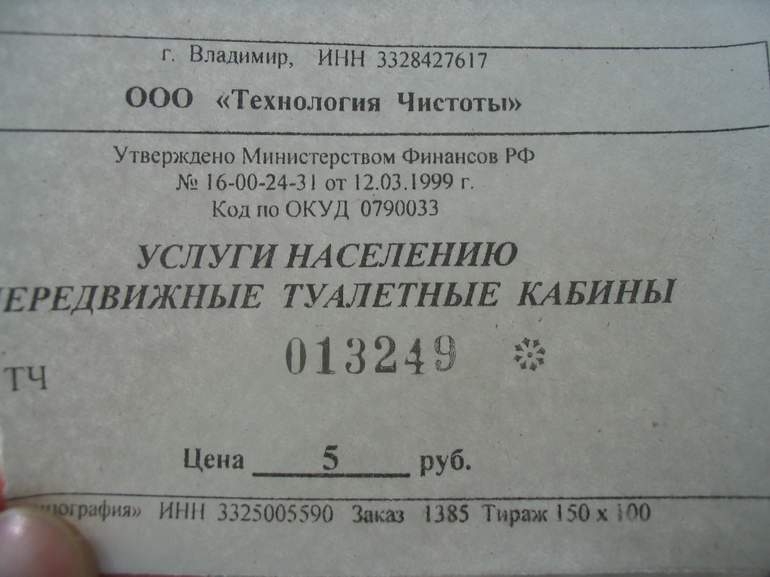 г. Владимир, ИНН 3328427617
ООО «Технология Чистоты»
Утверждено Министерством Финансов РФ
№ 16-00-24-31 от 12.03.1999 г.
Код по ОКУД 0790033
УСЛУГИ НАСЕЛЕНИЮ
ПЕРЕДВИЖНЫЕ ТУАЛЕТНЫЕ КАБИНЫ
013249
ТЧ
Цена 5 руб.
ография» ИНН 3325005590 Заказ 1385 Тираж 150 х 100